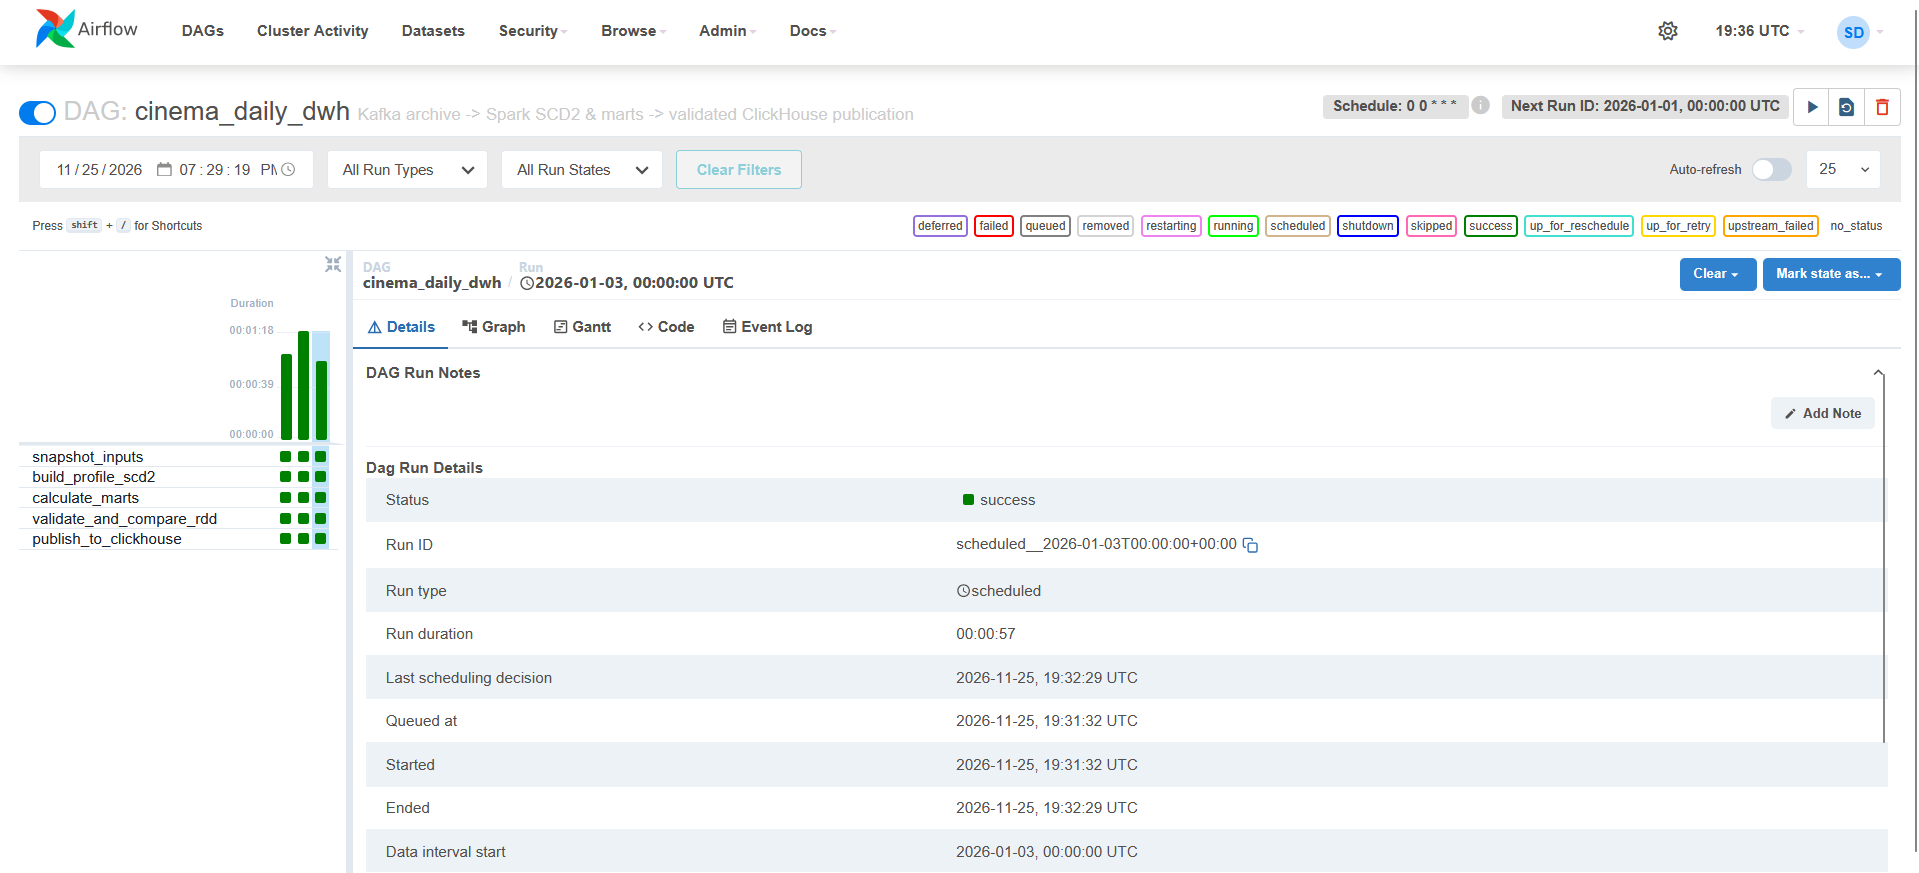 Airflow DAGs Cluster Activity Datasets Security Browse Admin Docs 19:36 UTC SD
DAG: cinema_daily_dwh Kafka archive -> Spark SCD2 & marts -> validated ClickHouse publication Schedule: 0 0 * * * i Next Run ID: 2026-01-01, 00:00:00 UTC
11/25/2026 07:29:19 All Run Types All Run States Clear Filters Auto-refresh 25
Press shift + / for Shortcuts deferred failed queued removed restarting running scheduled shutdown skipped success up_for_reschedule up_for_retry upstream_failed no_status
DAG Run
cinema_daily_dwh / 2026-01-03, 00:00:00 UTC Clear Mark state as...
Duration
00:01:18
00:00:39
00:00:00
snapshot_inputs
build_profile_scd2
calculate_marts
validate_and_compare_rdd
publish_to_clickhouse
Details Graph Gantt Code Event Log
DAG Run Notes
Add Note
Dag Run Details
Status success
Run ID scheduled__2026-01-03T00:00:00+00:00
Run type scheduled
Run duration 00:00:57
Last scheduling decision 2026-11-25, 19:32:29 UTC
Queued at 2026-11-25, 19:31:32 UTC
Started 2026-11-25, 19:31:32 UTC
Ended 2026-11-25, 19:32:29 UTC
Data interval start 2026-01-03, 00:00:00 UTC